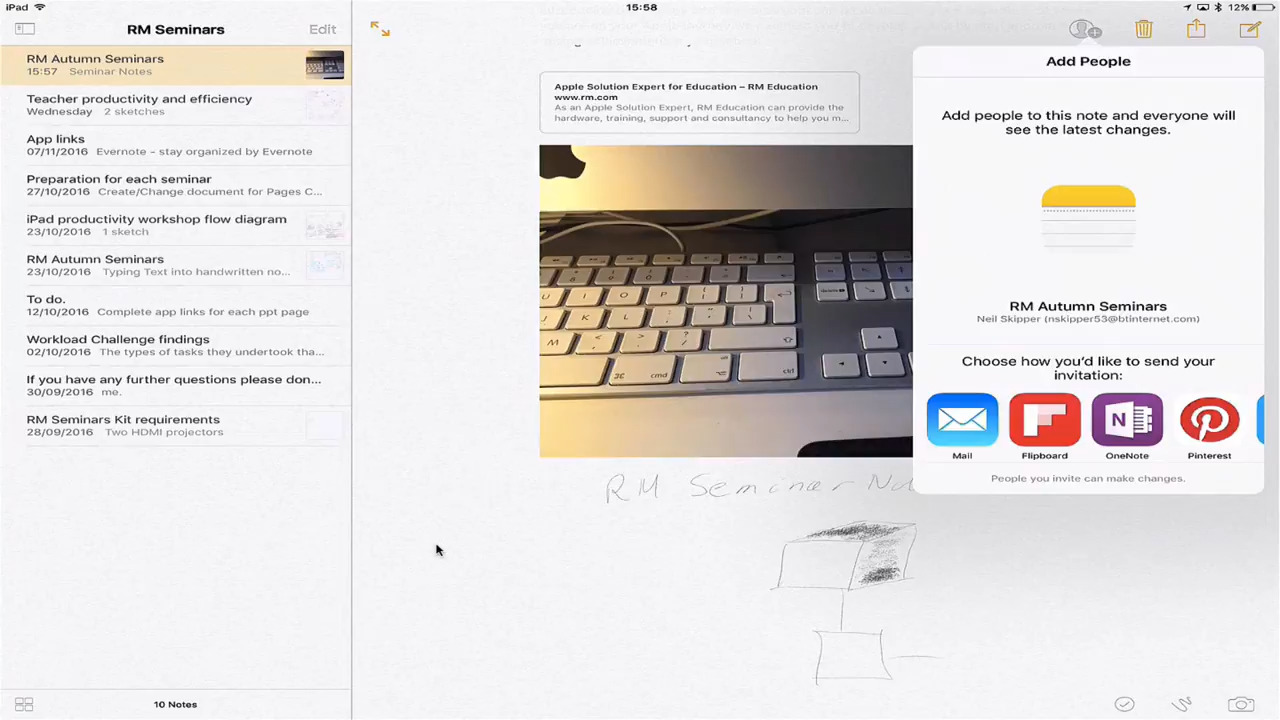 iPad
15:58
12%
RM Seminars
Edit
RM Autumn Seminars
15:57 Seminar Notes
Teacher productivity and efficiency
Wednesday 2 sketches
App links
07/11/2016 Evernote - stay organized by Evernote
Preparation for each seminar
27/10/2016 Create/Change document for Pages C...
iPad productivity workshop flow diagram
23/10/2016 1 sketch
RM Autumn Seminars
23/10/2016 Typing Text into handwritten no...
To do.
12/10/2016 Complete app links for each ppt page
Workload Challenge findings
02/10/2016 The types of tasks they undertook tha...
If you have any further questions please don...
30/09/2016 me.
RM Seminars Kit requirements
28/09/2016 Two HDMI projectors
10 Notes
Apple Solution Expert for Education – RM Education
www.rm.com
As an Apple Solution Expert, RM Education can provide the
hardware, training, support and consultancy to help you m...
U I O P
J K L
M
cmd
ctrl
RM Seminar
Add People
Add people to this note and everyone will
see the latest changes.
RM Autumn Seminars
Neil Skipper (nskipper53@btinternet.com)
Choose how you'd like to send your
invitation:
Mail
Flipboard
OneNote
Pinterest
People you invite can make changes.